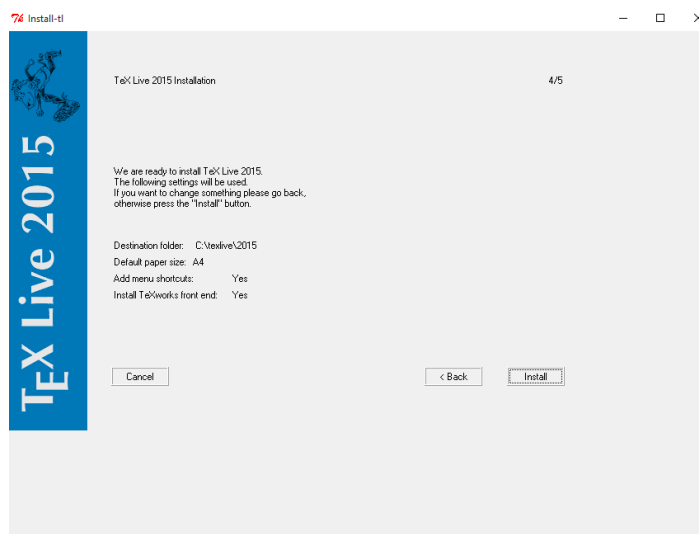 Install-tl
TeX Live 2015 Installation 4/5
We are ready to install TeX Live 2015.
The following settings will be used.
If you want to change something please go back,
otherwise press the "Install" button.
Destination folder: C:\texlive\2015
Default paper size: A4
Add menu shortcuts: Yes
Install TeXworks front end: Yes
Cancel < Back Install
TEX Live 2015